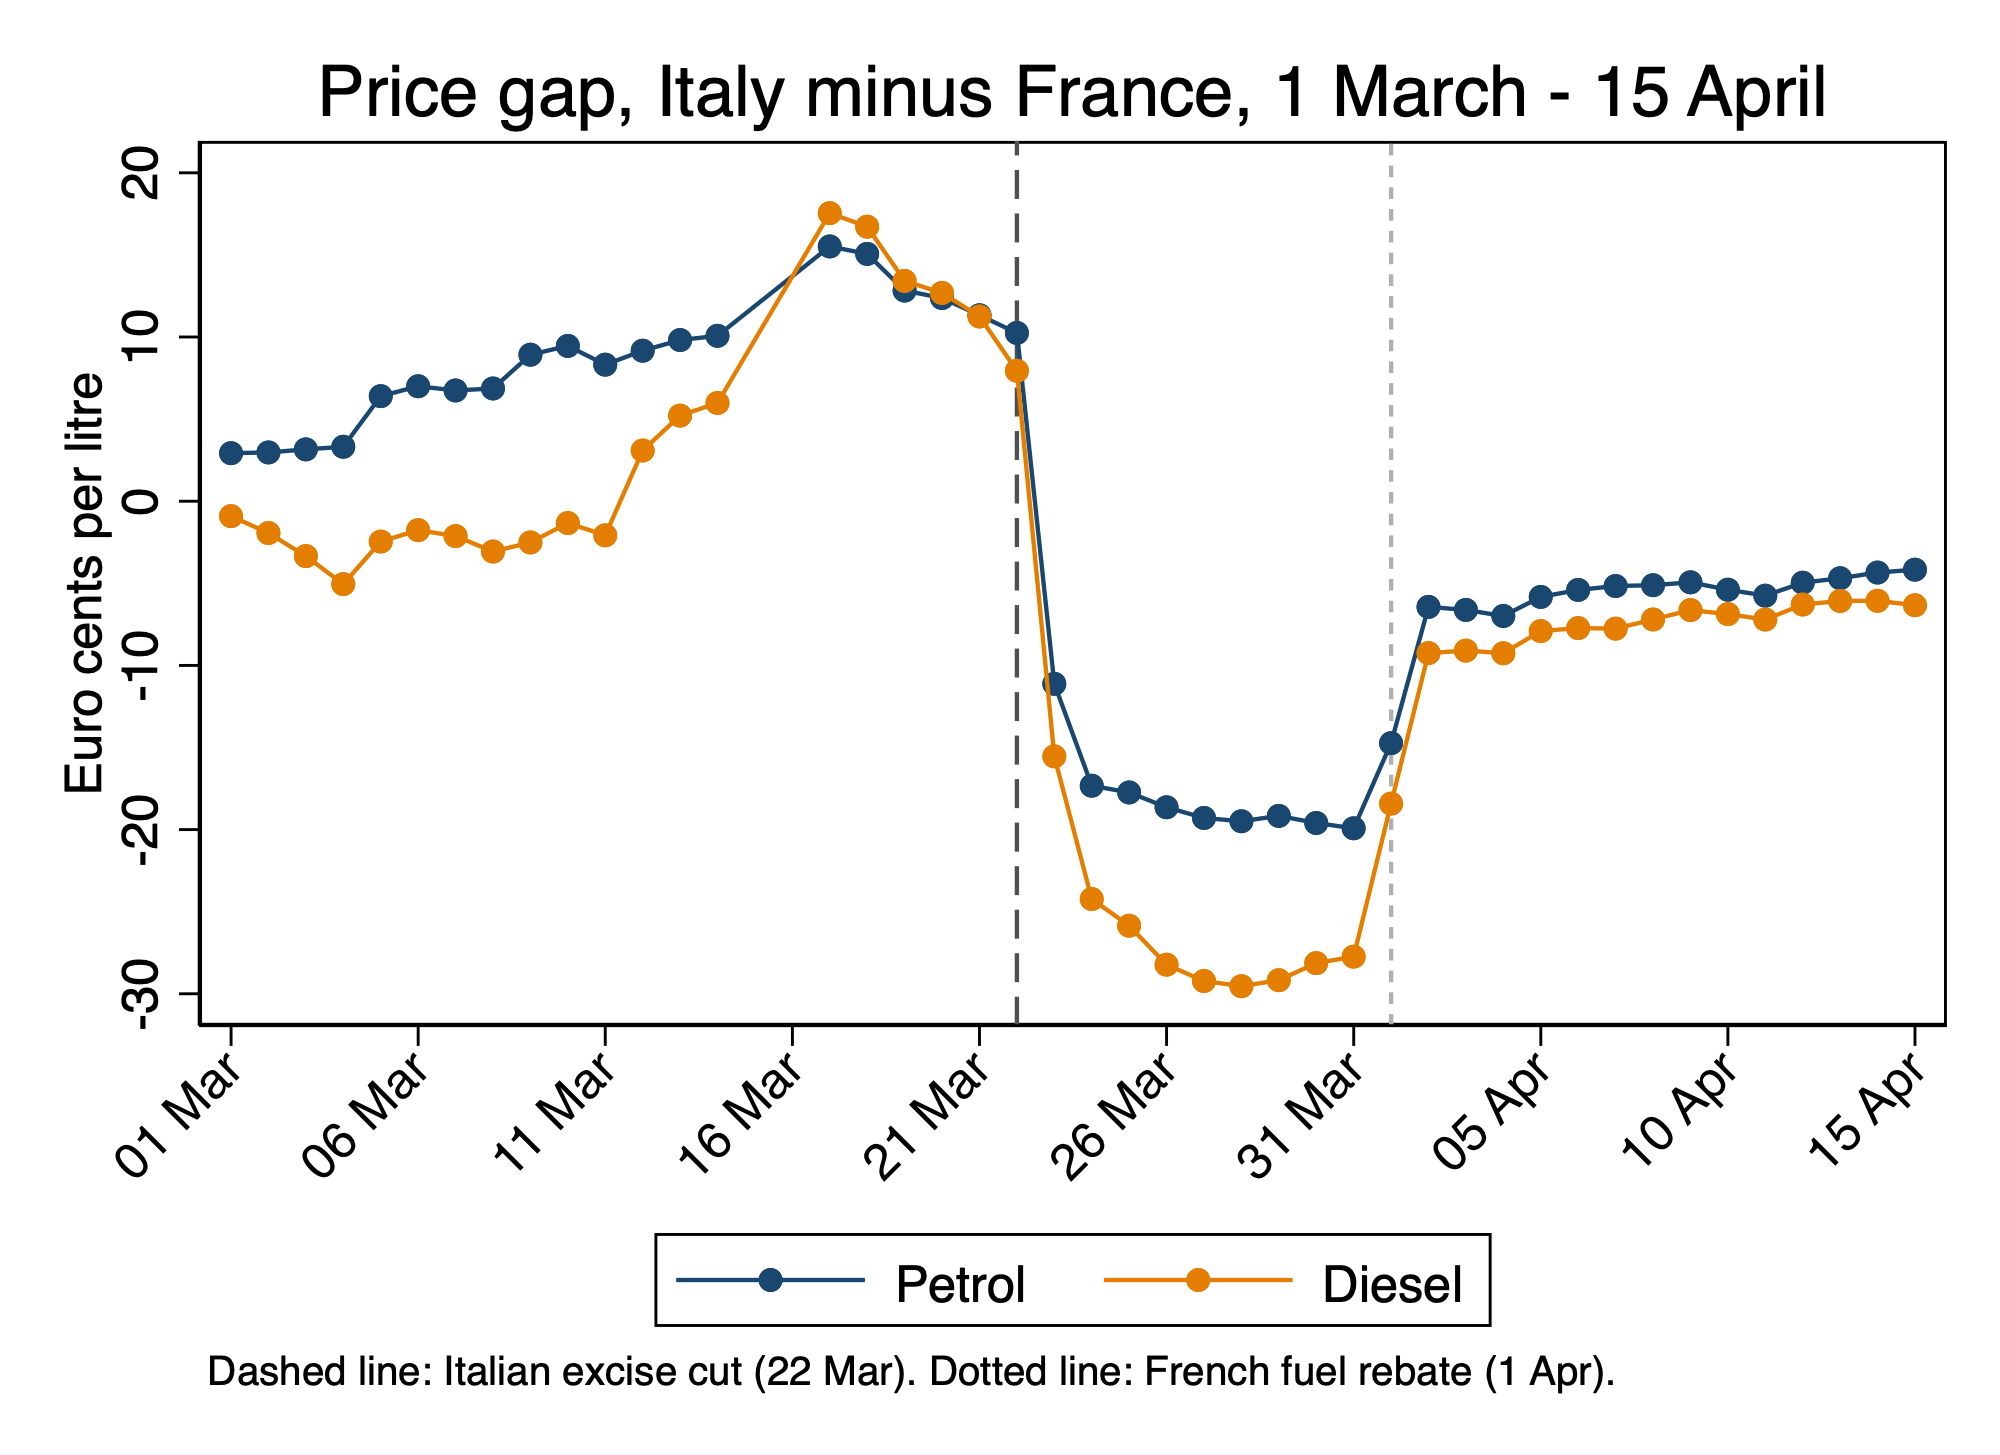 Price gap, Italy minus France, 1 March - 15 April
Euro cents per litre
20
10
0
-10
-20
-30
01 Mar
06 Mar
11 Mar
16 Mar
21 Mar
26 Mar
31 Mar
05 Apr
10 Apr
15 Apr
Petrol
Diesel
Dashed line: Italian excise cut (22 Mar). Dotted line: French fuel rebate (1 Apr).